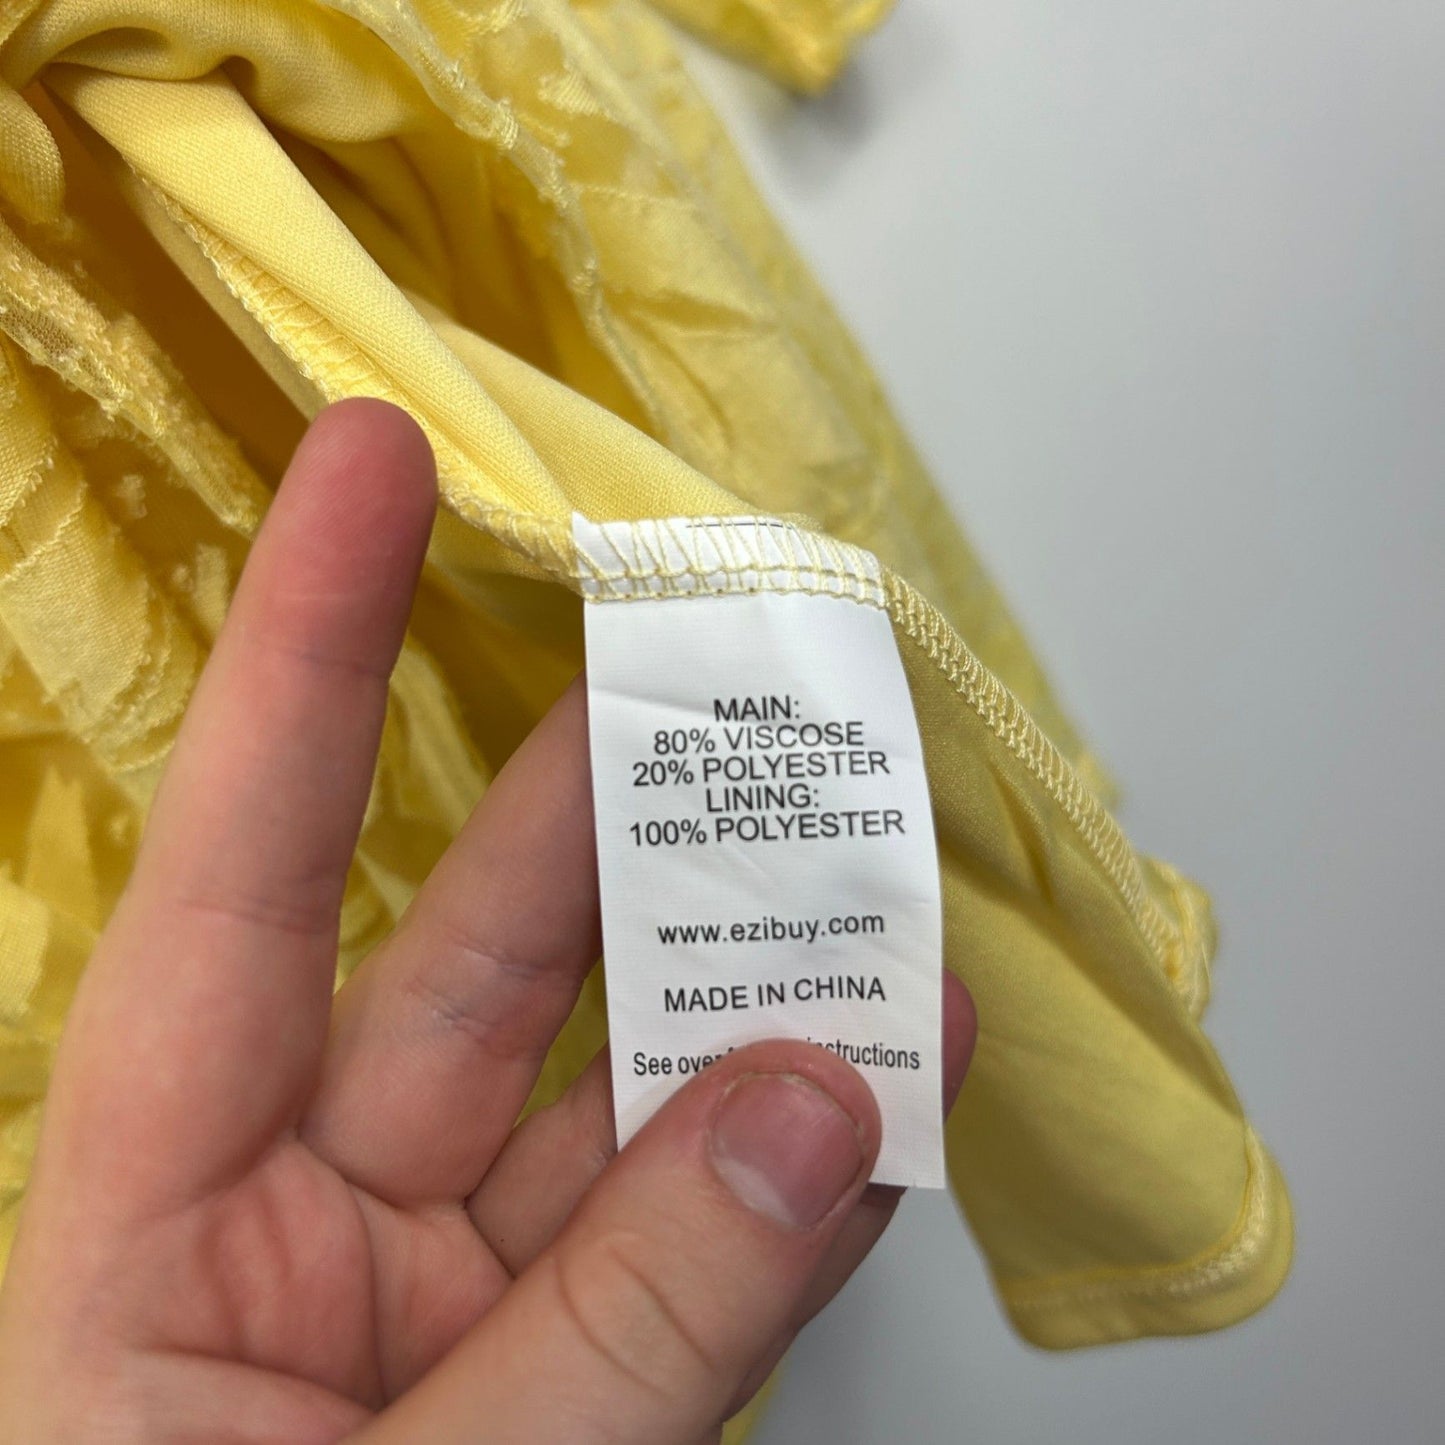 MAIN:
80% VISCOSE
20% POLYESTER
LINING:
100% POLYESTER
www.ezibuy.com
MADE IN CHINA
See over instructions